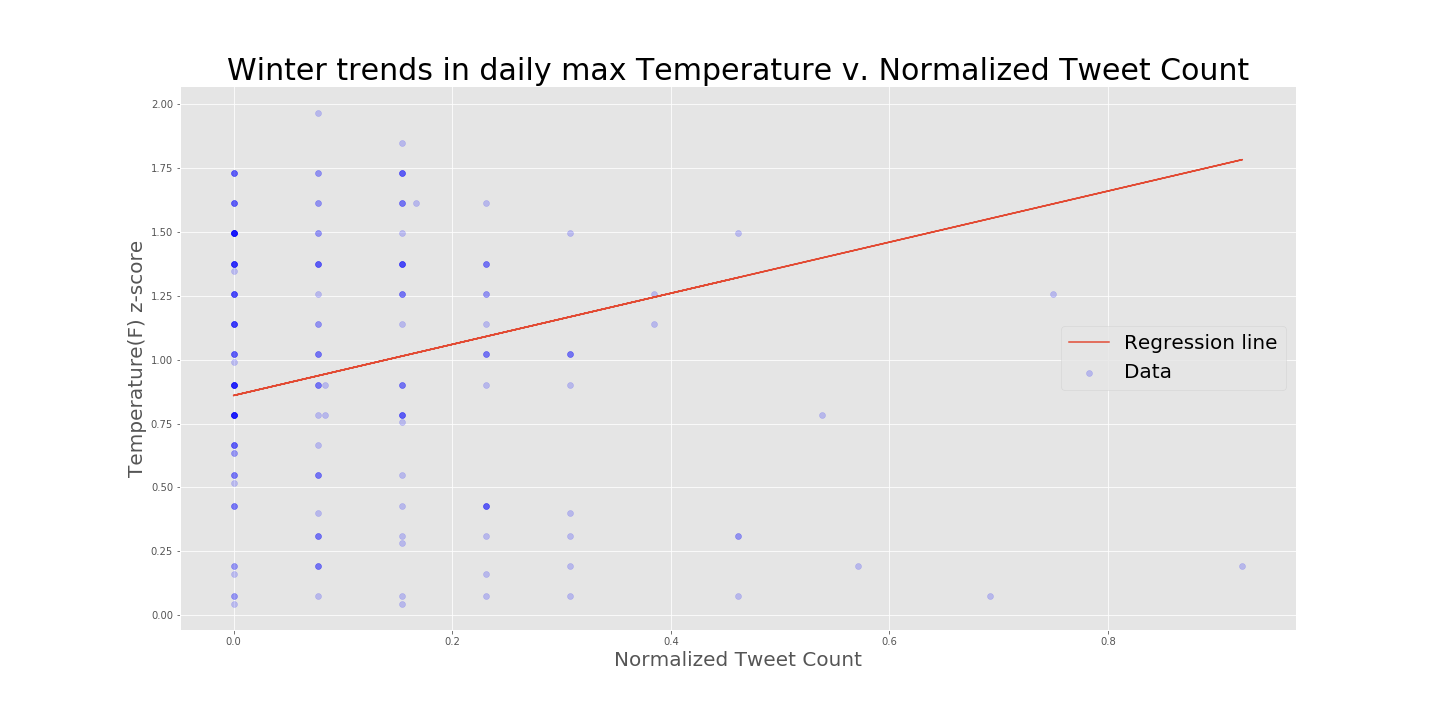 Winter trends in daily max Temperature v. Normalized Tweet Count
2.00
1.75
1.50
1.25
1.00
0.75
0.50
0.25
0.00
Temperature(F) z-score
Regression line
Data
0.0 0.2 0.4 0.6 0.8
Normalized Tweet Count